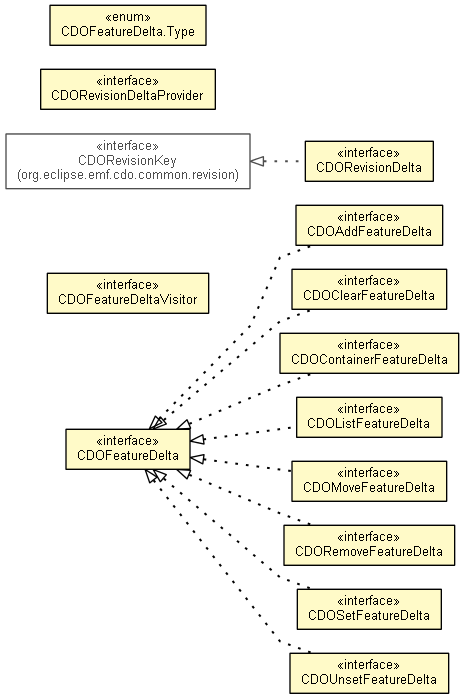 «enum»
CDOFeatureDelta.Type
«interface»
CDORevisionDeltaProvider
«interface»
CDORevisionKey
(org.eclipse.emf.cdo.common.revision)
«interface»
CDORevisionDelta
«interface»
CDOAddFeatureDelta
«interface»
CDOFeatureDeltaVisitor
«interface»
CDOClearFeatureDelta
«interface»
CDOContainerFeatureDelta
«interface»
CDOListFeatureDelta
«interface»
CDOFeatureDelta
«interface»
CDOMoveFeatureDelta
«interface»
CDORemoveFeatureDelta
«interface»
CDOSetFeatureDelta
«interface»
CDOUnsetFeatureDelta